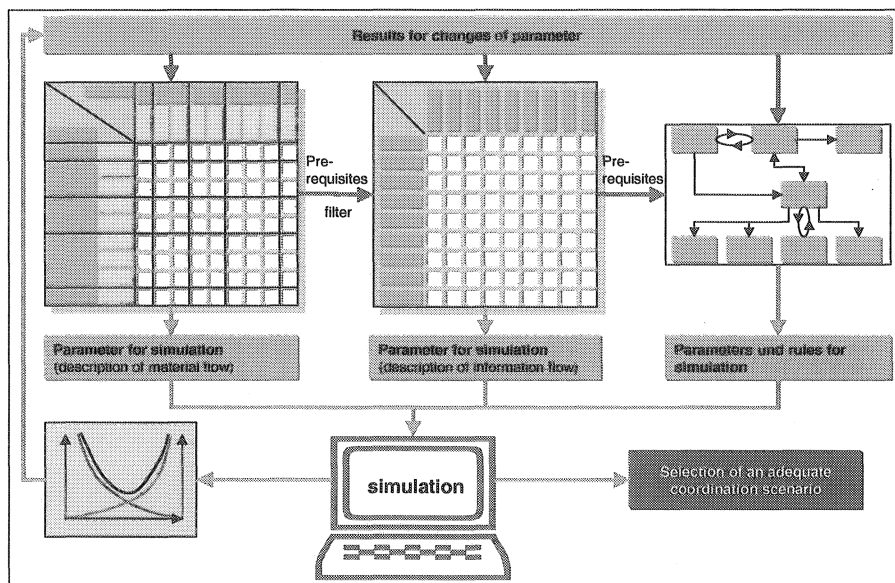 Results for changes of parameter
Pre-
requisites
filter
Pre-
requisites
Parameter for simulation
(description of material flow)
Parameter for simulation
(description of information flow)
Parameters und rules for
simulation
simulation
Selection of an adequate
coordination scenario